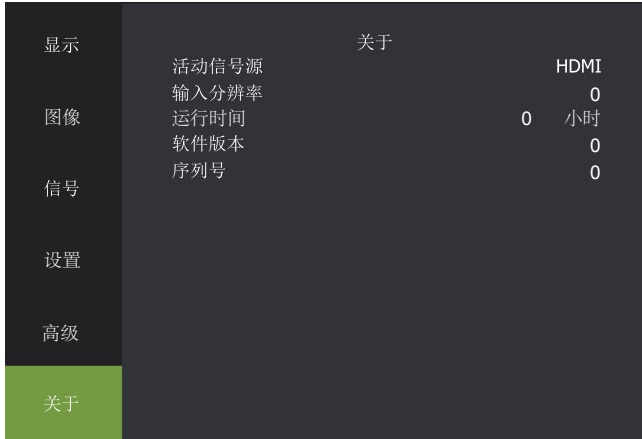 显示
图像
信号
设置
高级
关于
关于
活动信号源 HDMI
输入分辨率 0
运行时间 0 小时
软件版本 0
序列号 0